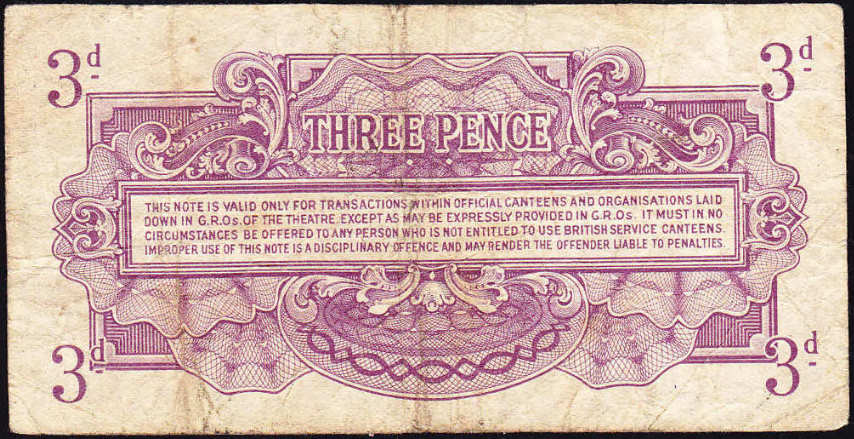 3d 3d
THREE PENCE
THIS NOTE IS VALID ONLY FOR TRANSACTIONS WITHIN OFFICIAL CANTEENS AND ORGANISATIONS LAID
DOWN IN G.R.Os. OF THE THEATRE EXCEPT AS MAY BE EXPRESSLY PROVIDED IN G.R.Os. IT MUST IN NO
CIRCUMSTANCES BE OFFERED TO ANY PERSON WHO IS NOT ENTITLED TO USE BRITISH SERVICE CANTEENS.
IMPROPER USE OF THIS NOTE IS A DISCIPLINARY OFFENCE AND MAY RENDER THE OFFENDER LIABLE TO PENALTIES.
3d 3d